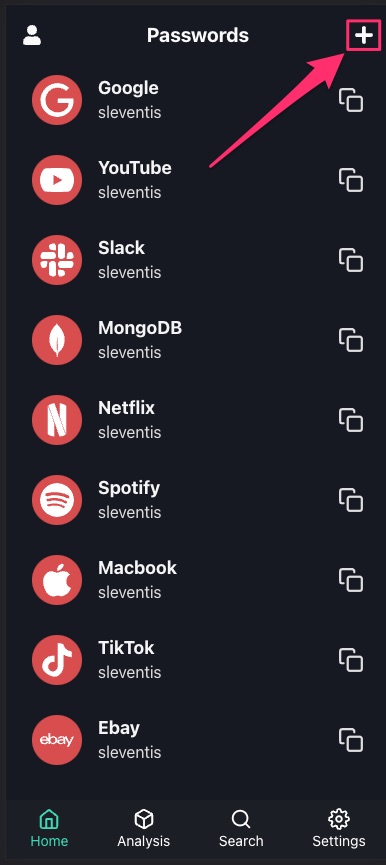 Passwords
Google
sleventis
YouTube
sleventis
Slack
sleventis
MongoDB
sleventis
Netflix
sleventis
Spotify
sleventis
Macbook
sleventis
TikTok
sleventis
ebay
Ebay
sleventis
Home Analysis Search Settings